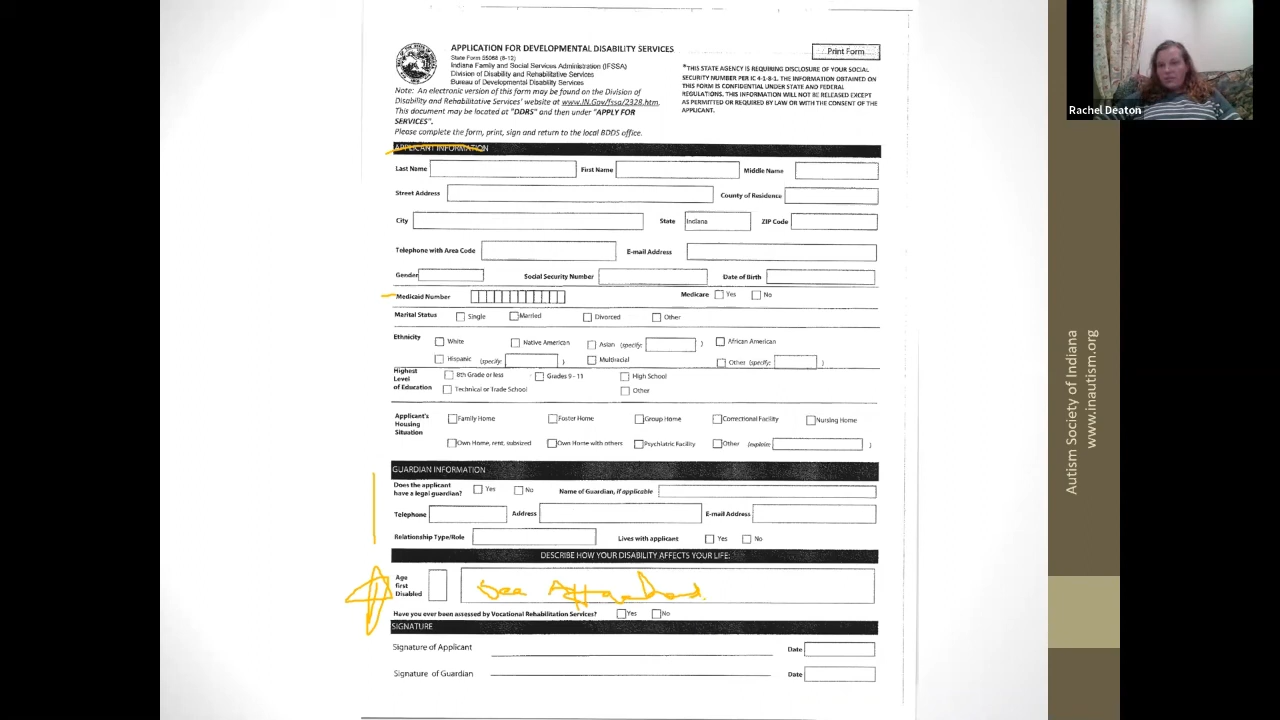 APPLICATION FOR DEVELOPMENTAL DISABILITY SERVICES
State Form 55068 (8-12)
Indiana Family and Social Services Administration (IFSSA)
Division of Disability and Rehabilitative Services
Bureau of Developmental Disability Services
Note: An electronic version of this form may be found on the Division of
Disability and Rehabilitative Services' website at www.IN.Gov/fssa/2328.htm.
This document may be located at "DDRS" and then under "APPLY FOR
SERVICES".
Please complete the form, print, sign and return to the local BDDS office.
Print Form
*THIS STATE AGENCY IS REQUIRING DISCLOSURE OF YOUR SOCIAL
SECURITY NUMBER PER IC 4-1-8-1. THE INFORMATION OBTAINED ON
THIS FORM IS CONFIDENTIAL UNDER STATE AND FEDERAL
REGULATIONS. THIS INFORMATION WILL NOT BE RELEASED EXCEPT
AS PERMITTED OR REQUIRED BY LAW OR WITH THE CONSENT OF THE
APPLICANT.
Rachel Deaton
APPLICANT INFORMATION
Last Name First Name Middle Name
Street Address County of Residence
City State Indiana ZIP Code
Telephone with Area Code E-mail Address
Gender Social Security Number Date of Birth
Medicaid Number Medicare Yes No
Marital Status Single Married Divorced Other
Ethnicity White Native American Asian (specify: ) African American
Hispanic (specify: ) Multiracial Other (specify: )
Highest Level of Education 8th Grade or less Grades 9 - 11 High School
Technical or Trade School Other
Applicant's Housing Situation Family Home Foster Home Group Home Correctional Facility Nursing Home
Own Home, rent, subsized Own Home with others Psychiatric Facility Other (explain: )
GUARDIAN INFORMATION
Does the applicant have a legal guardian? Yes No Name of Guardian, if applicable
Telephone Address E-mail Address
Relationship Type/Role Lives with applicant Yes No
DESCRIBE HOW YOUR DISABILITY AFFECTS YOUR LIFE:
Age first Disabled See Attached.
Have you ever been assessed by Vocational Rehabilitation Services? Yes No
SIGNATURE
Signature of Applicant Date
Signature of Guardian Date
Autism Society of Indiana
www.inautism.org